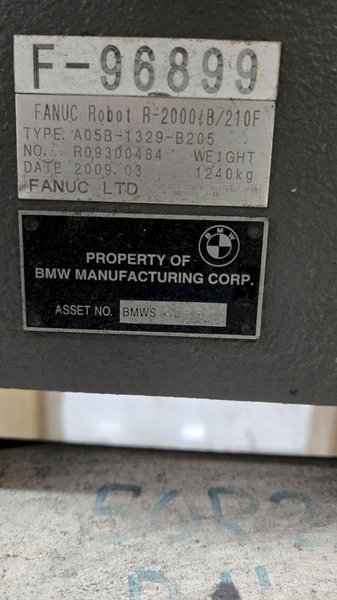 F-96899
FANUC Robot R-2000iB/210F
TYPE A05B-1329-B205
NO. R09300484 WEIGHT
DATE 2009.03 1240kg
FANUC LTD
BMW
PROPERTY OF
BMW MANUFACTURING CORP.
ASSET NO. BMWS